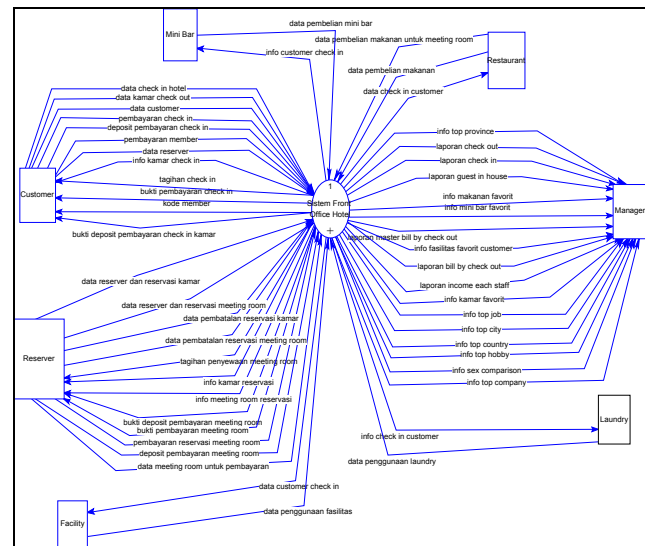 data pembelian mini bar
Mini Bar
data pembelian makanan untuk meeting room
info customer check in
Restaurant
data pembelian makanan
data check in customer
data check in hotel
data kamar check out
data customer
pembayaran check in
deposit pembayaran check in
pembayaran member
data reserver
info kamar check in
Customer
tagihan check in
bukti pembayaran check in
kode member
bukti deposit pembayaran check in kamar
1
Sistem Front
Office Hotel
+
info top province
laporan check out
laporan check in
laporan guest in house
info makanan favorit
info mini bar favorit
Manager
laporan master bill by check out
info fasilitas favorit customer
laporan bill by check out
laporan income each staff
info kamar favorit
info top job
info top city
info top country
info top hobby
info sex comparison
info top company
data reserver dan reservasi kamar
data reserver dan reservasi meeting room
data pembatalan reservasi kamar
data pembatalan reservasi meeting room
Reserver
tagihan penyewaan meeting room
info kamar reservasi
info meeting room reservasi
bukti deposit pembayaran meeting room
bukti pembayaran meeting room
pembayaran reservasi meeting room
deposit pembayaran meeting room
data meeting room untuk pembayaran
Laundry
info check in customer
data penggunaan laundry
data customer check in
Facility
data penggunaan fasilitas